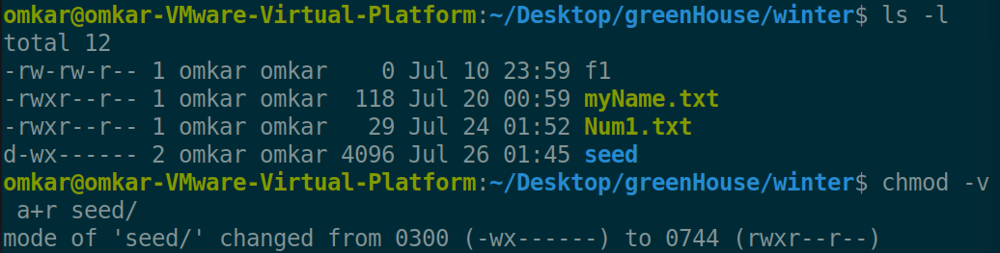 omkar@omkar-VMware-Virtual-Platform:~/Desktop/greenHouse/winter$ ls -l
total 12
-rw-rw-r-- 1 omkar omkar    0 Jul 10 23:59 f1
-rwxr--r-- 1 omkar omkar  118 Jul 20 00:59 myName.txt
-rwxr--r-- 1 omkar omkar   29 Jul 24 01:52 Num1.txt
d-wx------ 2 omkar omkar 4096 Jul 26 01:45 seed
omkar@omkar-VMware-Virtual-Platform:~/Desktop/greenHouse/winter$ chmod -v
 a+r seed/
mode of 'seed/' changed from 0300 (-wx------) to 0744 (rwxr--r--)